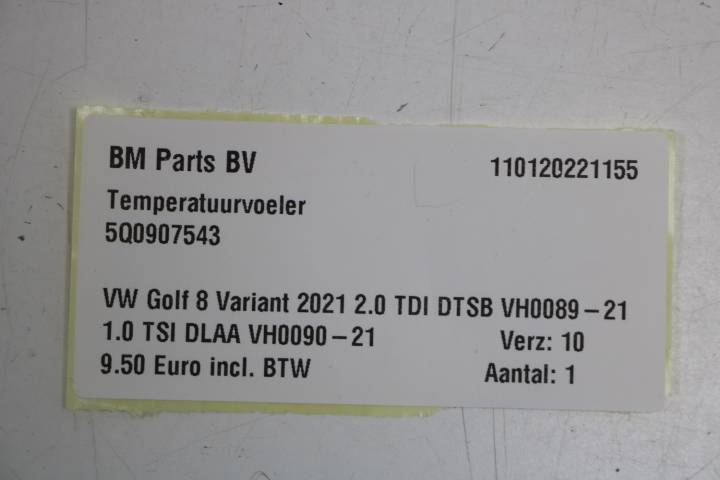 BM Parts BV 110120221155
Temperatuurvoeler
5Q0907543
VW Golf 8 Variant 2021 2.0 TDI DTSB VH0089-21
1.0 TSI DLAA VH0090-21 Verz: 10
9.50 Euro incl. BTW Aantal: 1